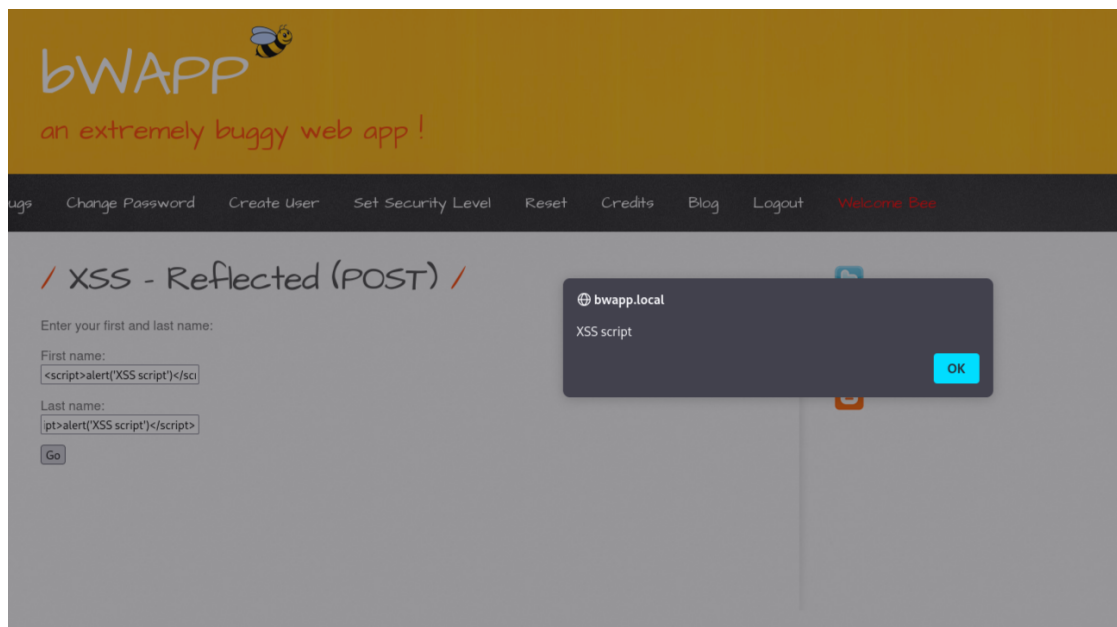 bWAPP
an extremely buggy web app !
ugs Change Password Create User Set Security Level Reset Credits Blog Logout Welcome Bee
/ XSS - Reflected (POST) /
bwapp.local
XSS script
OK
Enter your first and last name:
First name:
<script>alert('XSS script')</scr
Last name:
ipt>alert('XSS script')</script>
Go